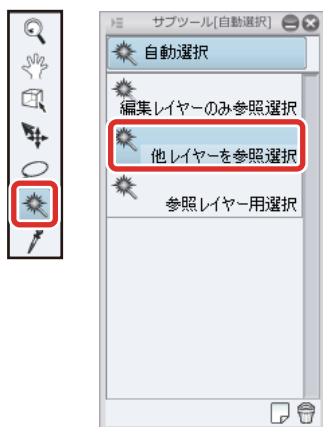 サブツール[自動選択]
自動選択
編集レイヤーのみ参照選択
他レイヤーを参照選択
参照レイヤー用選択